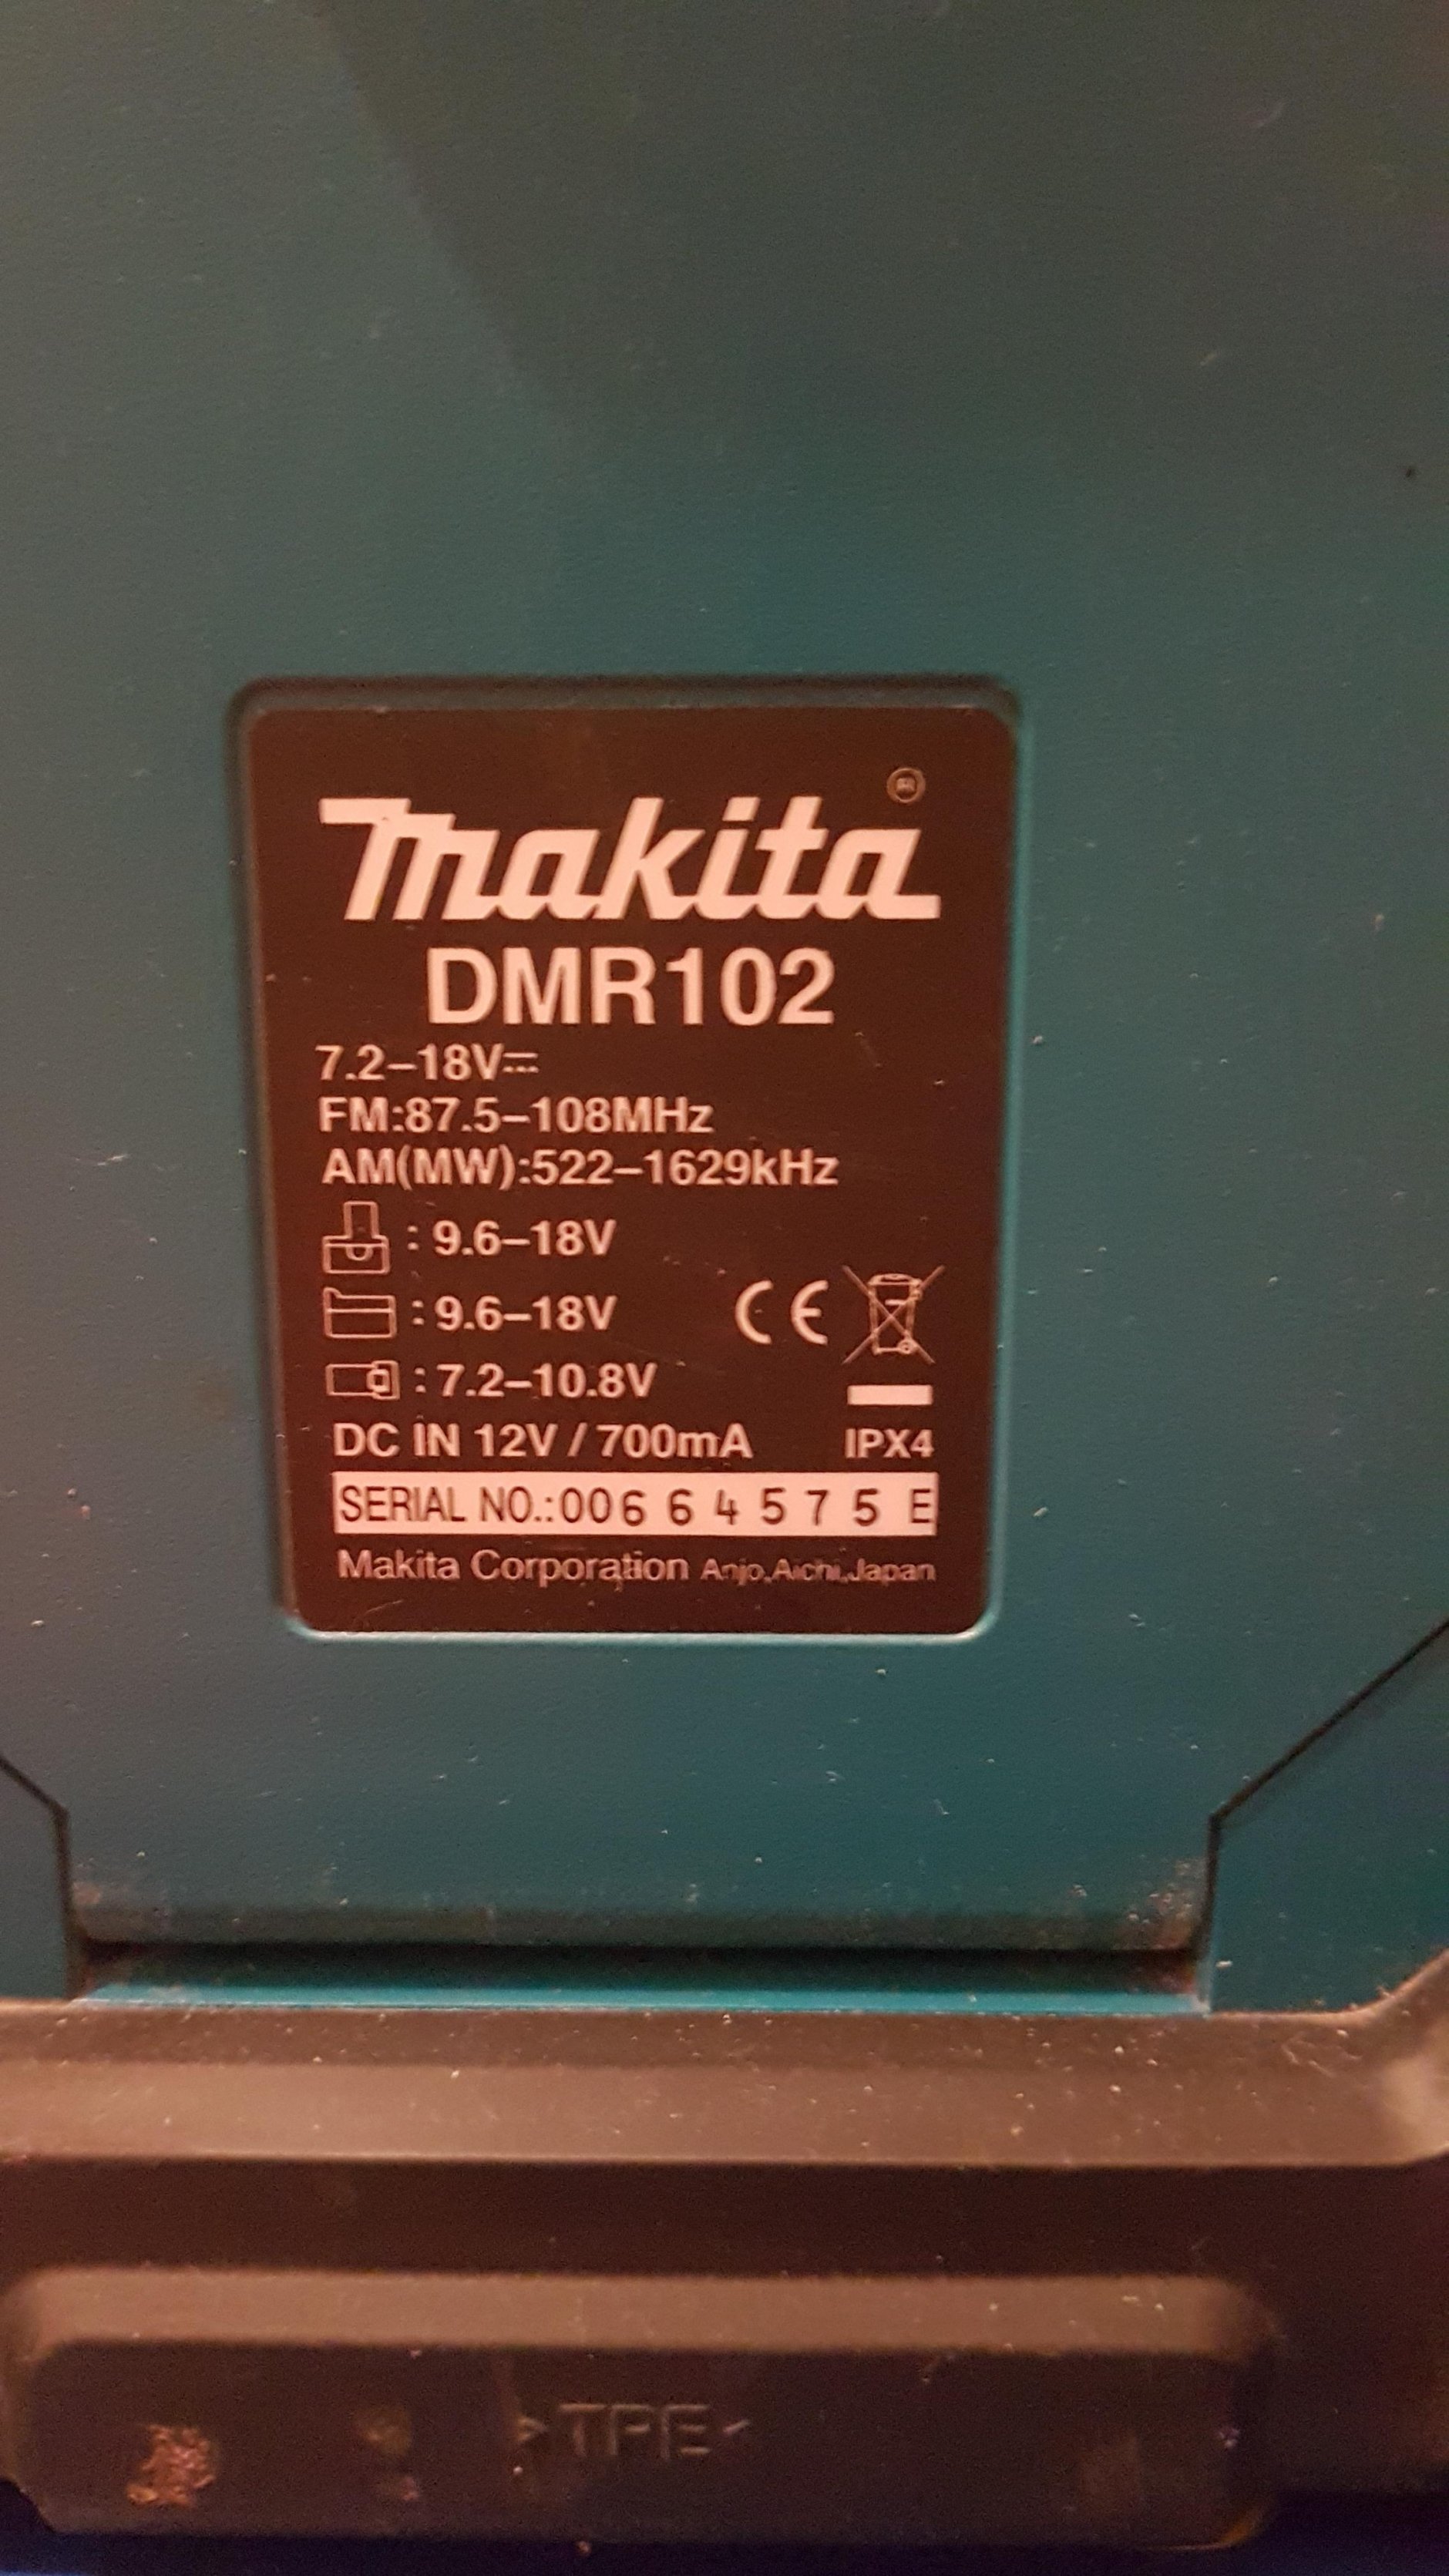 makita®
DMR102
7.2–18V⎓
FM:87.5–108MHz
AM(MW):522–1629kHz
: 9.6–18V
: 9.6–18V
CE
: 7.2–10.8V
DC IN 12V / 700mA
IPX4
SERIAL NO.:00664575 E
Makita Corporation Anjo,Aichi,Japan
>TPE<